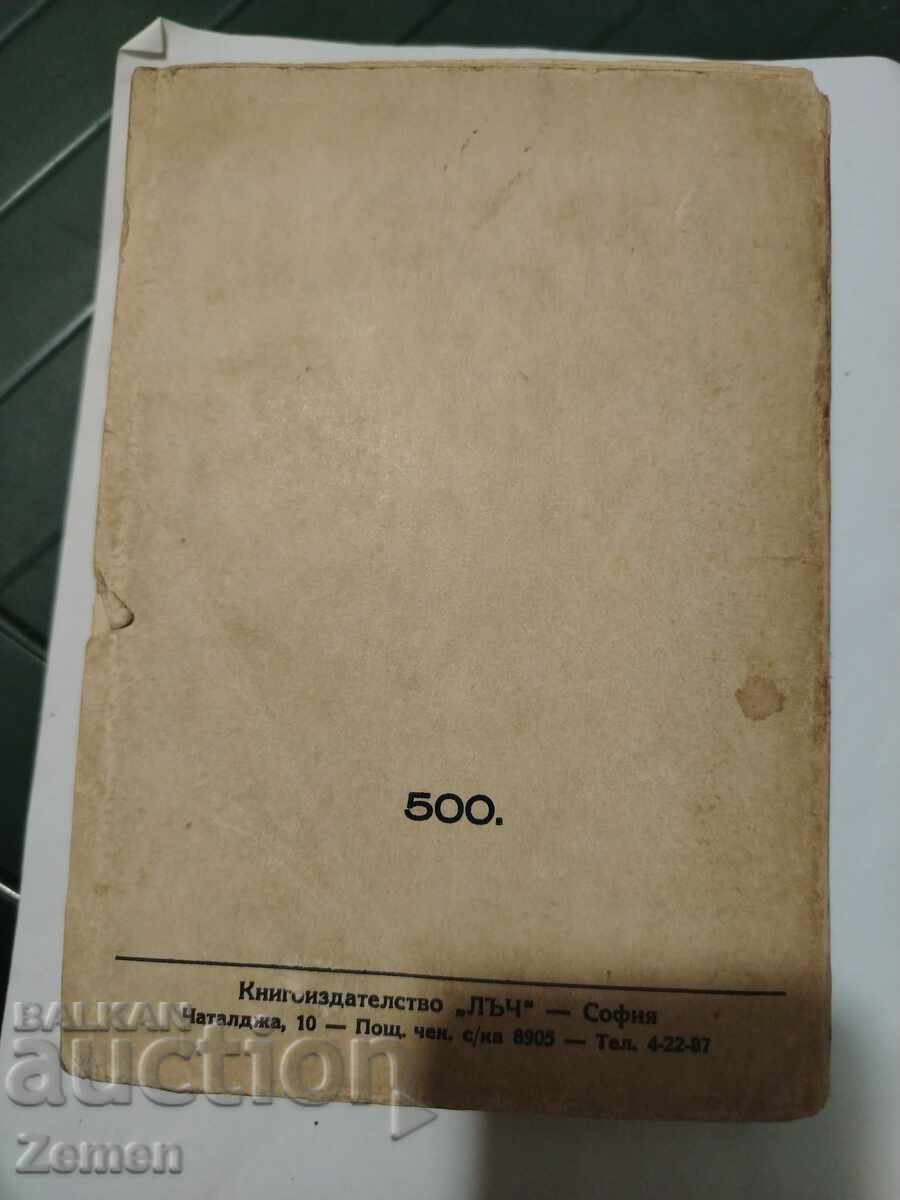 500.
Книгоиздателство „ЛЪЧ“ — София
Чаталджа, 10 — Пощ. чек. с/ка 8905 — Тел. 4-22-87
BALKAN
auction
Zemen